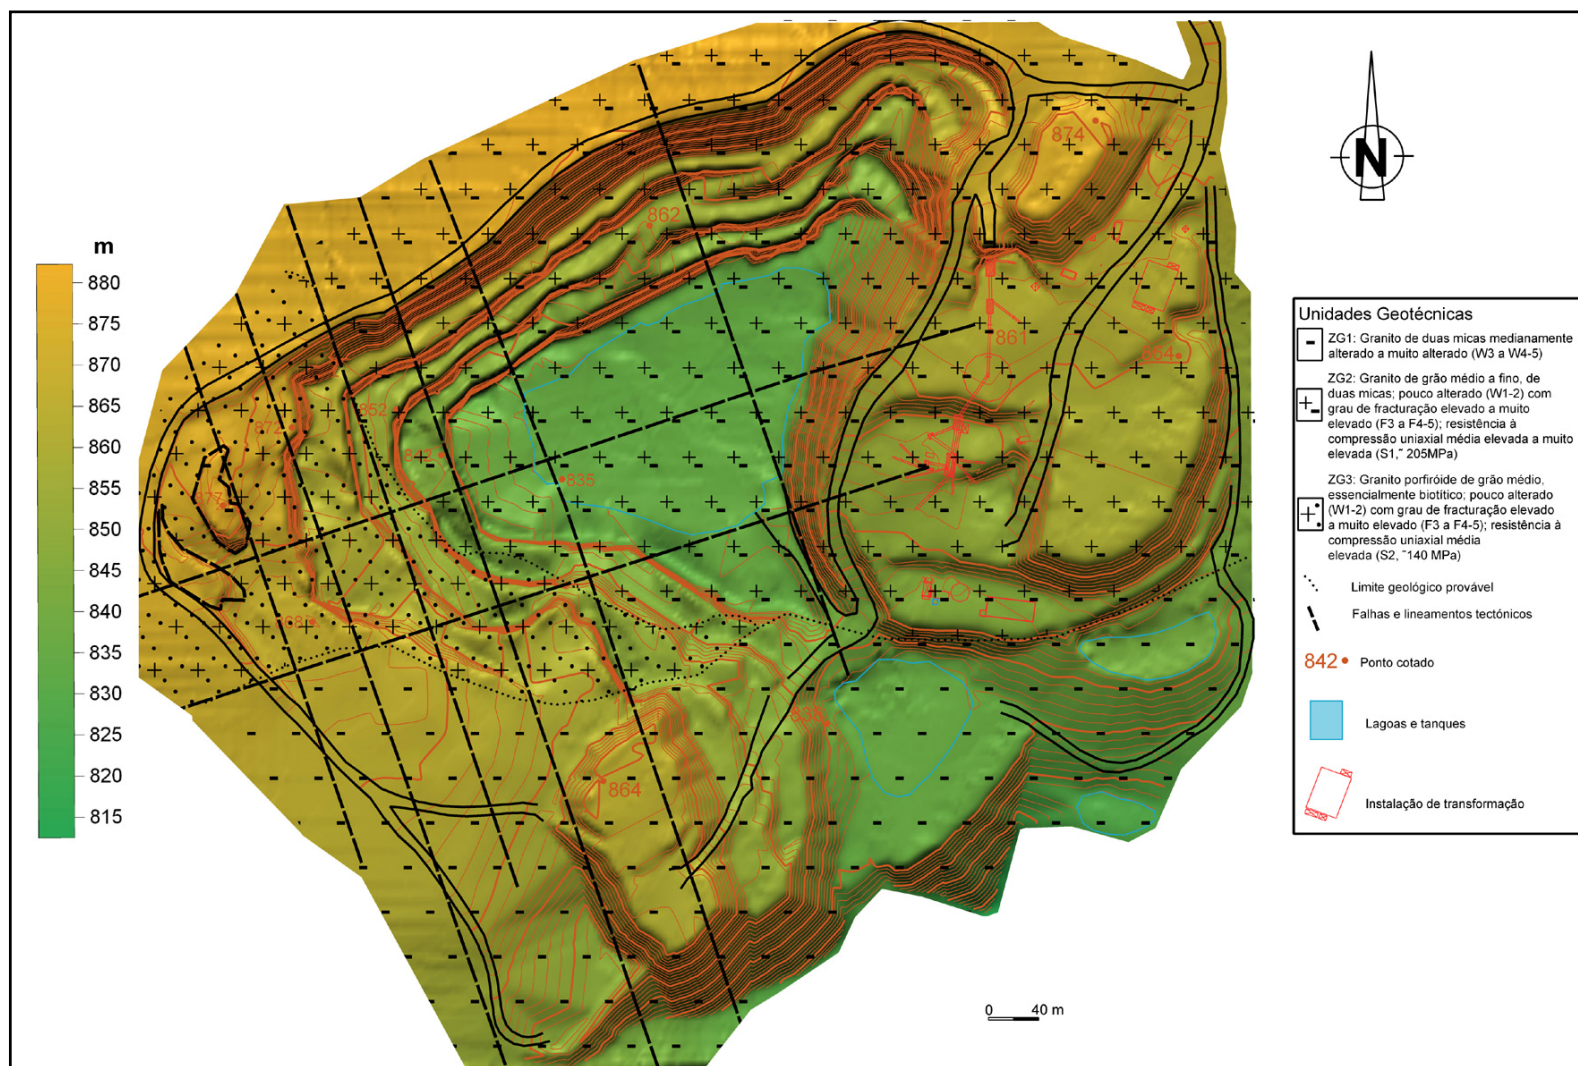 m
880
875
870
865
860
855
850
845
840
835
830
825
820
815
874
862
861
864
852
872
842
835
877
868
838
864
N
0 40 m
Unidades Geotécnicas
ZG1: Granito de duas micas medianamente
alterado a muito alterado (W3 a W4-5)
ZG2: Granito de grão médio a fino, de
duas micas; pouco alterado (W1-2) com
grau de fracturação elevado a muito
elevado (F3 a F4-5); resistência à
compressão uniaxial média elevada a muito
elevada (S1,˜ 205MPa)
ZG3: Granito porfiróide de grão médio,
essencialmente biotítico; pouco alterado
(W1-2) com grau de fracturação elevado
a muito elevado (F3 a F4-5); resistência à
compressão uniaxial média
elevada (S2, ˜140 MPa)
Limite geológico provável
Falhas e lineamentos tectónicos
842 Ponto cotado
Lagoas e tanques
Instalação de transformação